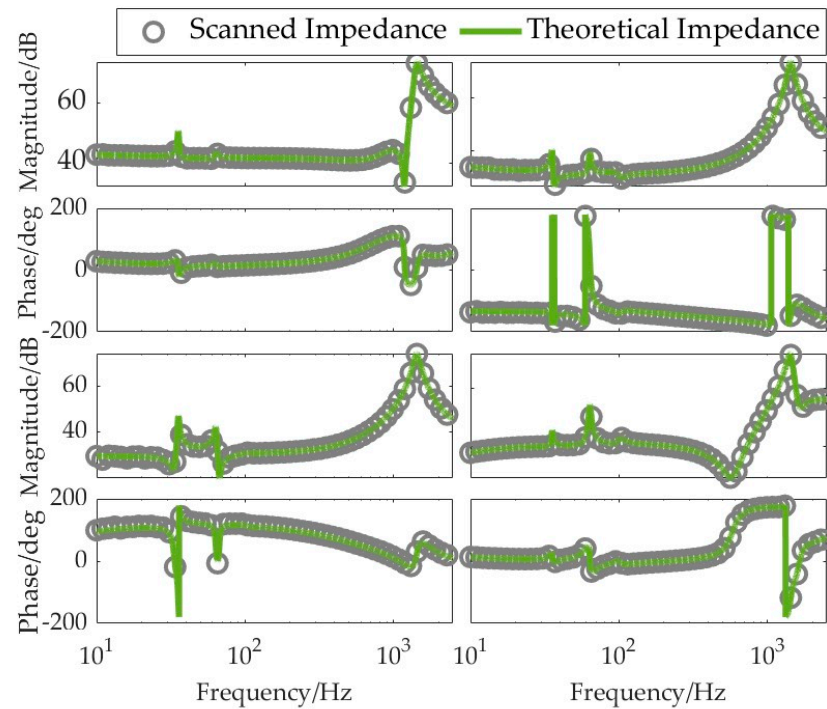 Scanned Impedance Theoretical Impedance
Magnitude/dB
60
40
Phase/deg
200
0
-200
Magnitude/dB
60
40
Phase/deg
200
0
-200
10^1 10^2 10^3 10^1 10^2 10^3
Frequency/Hz Frequency/Hz